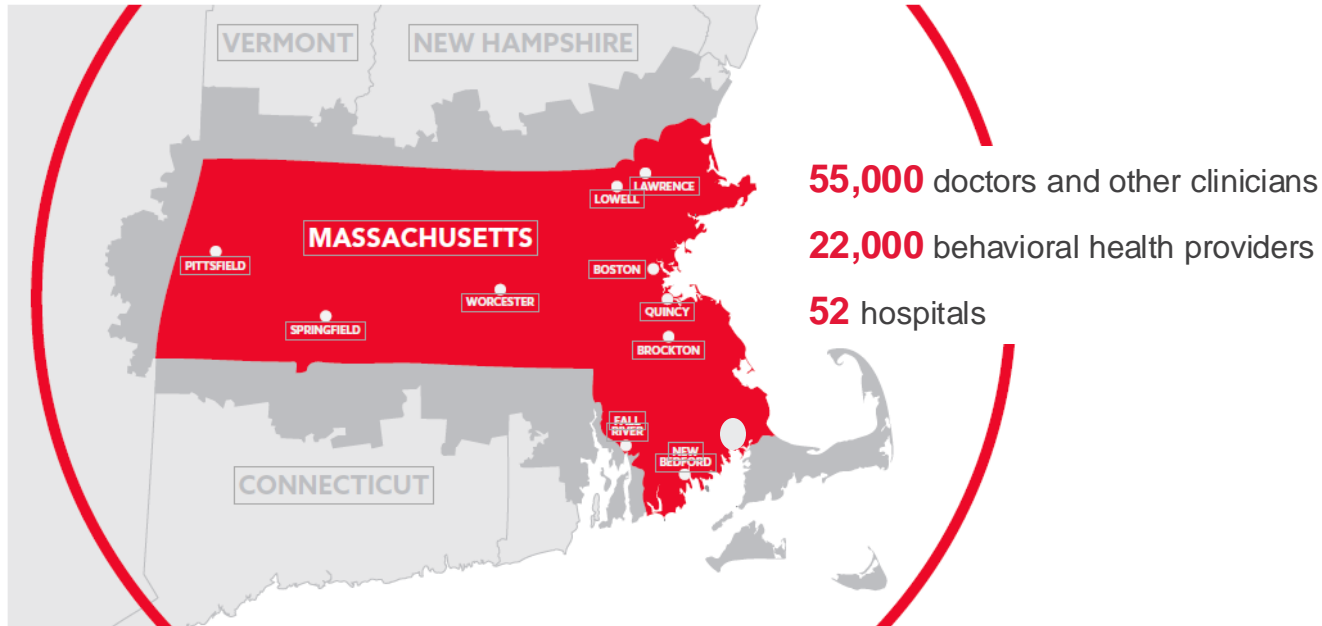 VERMONT
NEW HAMPSHIRE
LAWRENCE
LOWELL
MASSACHUSETTS
PITTSFIELD
BOSTON
WORCESTER
QUINCY
SPRINGFIELD
BROCKTON
FALL
RIVER
NEW
BEDFORD
CONNECTICUT
55,000 doctors and other clinicians
22,000 behavioral health providers
52 hospitals